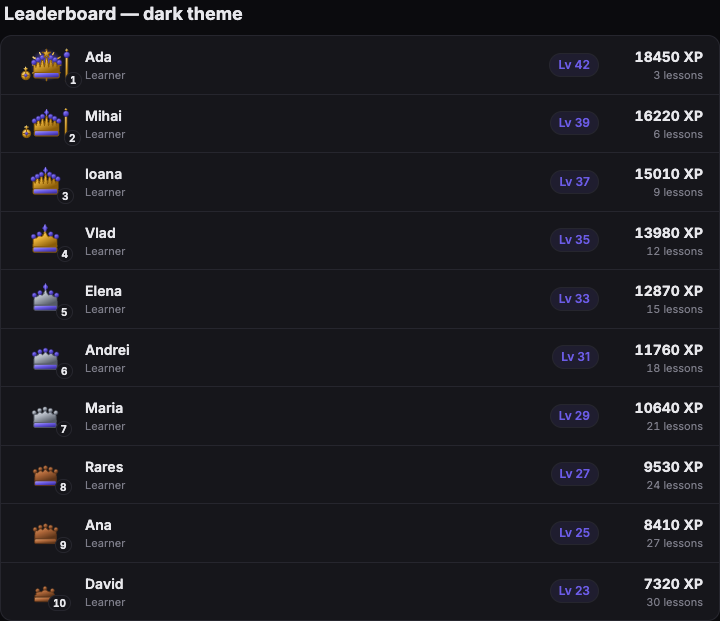 Leaderboard — dark theme
1
Ada
Learner
Lv 42
18450 XP
3 lessons
2
Mihai
Learner
Lv 39
16220 XP
6 lessons
3
Ioana
Learner
Lv 37
15010 XP
9 lessons
4
Vlad
Learner
Lv 35
13980 XP
12 lessons
5
Elena
Learner
Lv 33
12870 XP
15 lessons
6
Andrei
Learner
Lv 31
11760 XP
18 lessons
7
Maria
Learner
Lv 29
10640 XP
21 lessons
8
Rares
Learner
Lv 27
9530 XP
24 lessons
9
Ana
Learner
Lv 25
8410 XP
27 lessons
10
David
Learner
Lv 23
7320 XP
30 lessons